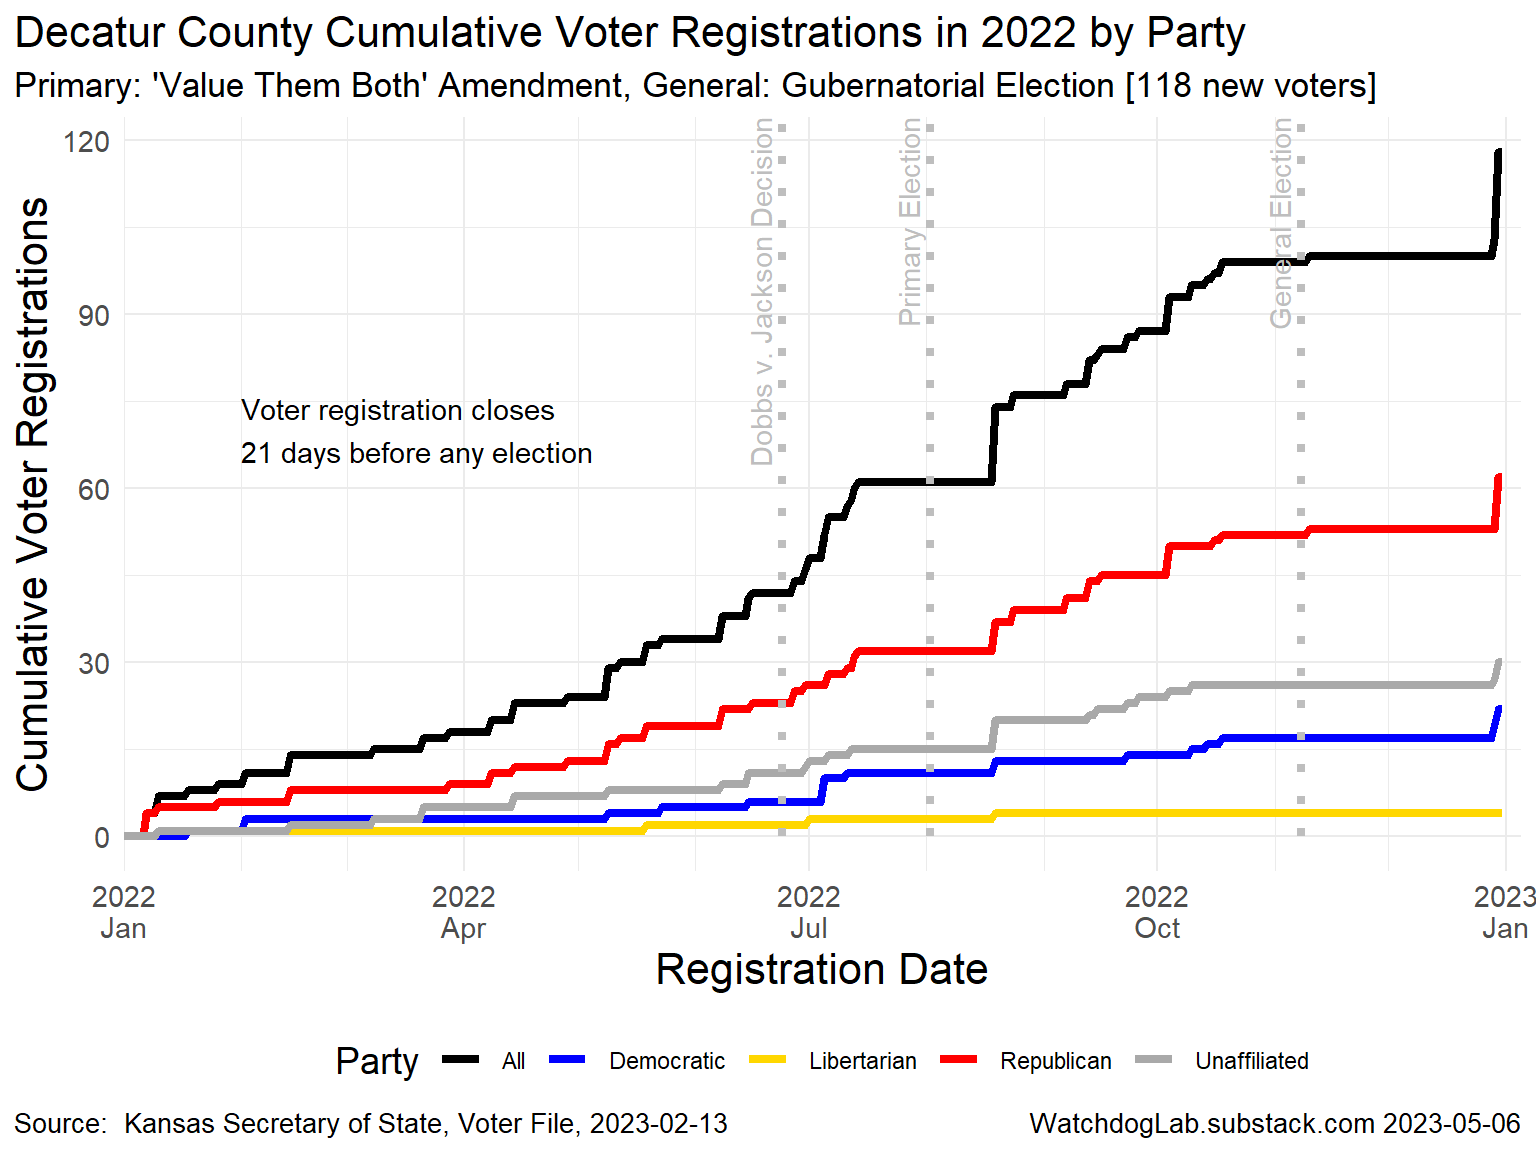 Decatur County Cumulative Voter Registrations in 2022 by Party
Primary: 'Value Them Both' Amendment, General: Gubernatorial Election [118 new voters]
Cumulative Voter Registrations
120
90
60
30
0
Dobbs v. Jackson Decision
Primary Election
General Election
Voter registration closes
21 days before any election
2022 2022 2022 2022 2023
Jan Apr Jul Oct Jan
Registration Date
Party All Democratic Libertarian Republican Unaffiliated
Source:  Kansas Secretary of State, Voter File, 2023-02-13
WatchdogLab.substack.com 2023-05-06